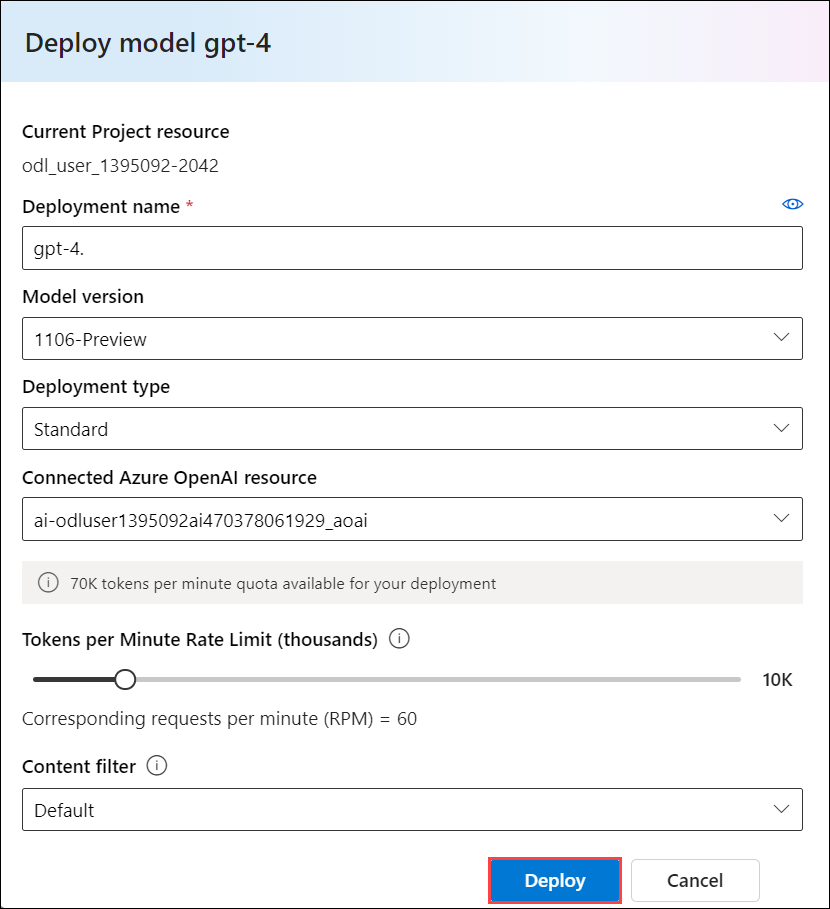 Deploy model gpt-4
Current Project resource
odl_user_1395092-2042
Deployment name *
gpt-4.
Model version
1106-Preview
Deployment type
Standard
Connected Azure OpenAI resource
ai-odluser1395092ai470378061929_aoai
70K tokens per minute quota available for your deployment
Tokens per Minute Rate Limit (thousands)
10K
Corresponding requests per minute (RPM) = 60
Content filter
Default
Deploy
Cancel